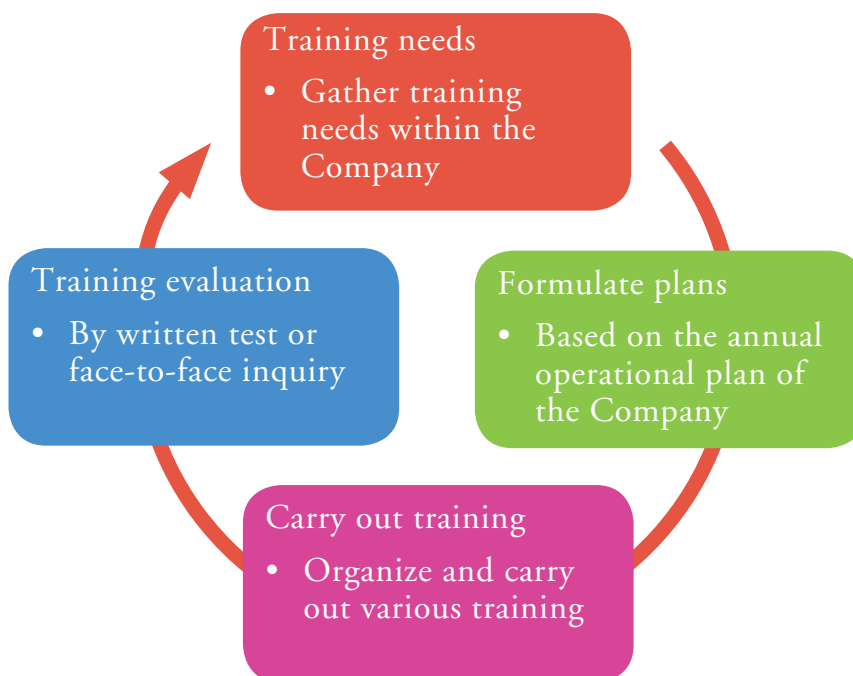 Training needs
• Gather training
needs within the
Company
Formulate plans
• Based on the annual
operational plan of
the Company
Carry out training
• Organize and carry
out various training
Training evaluation
• By written test or
face-to-face inquiry